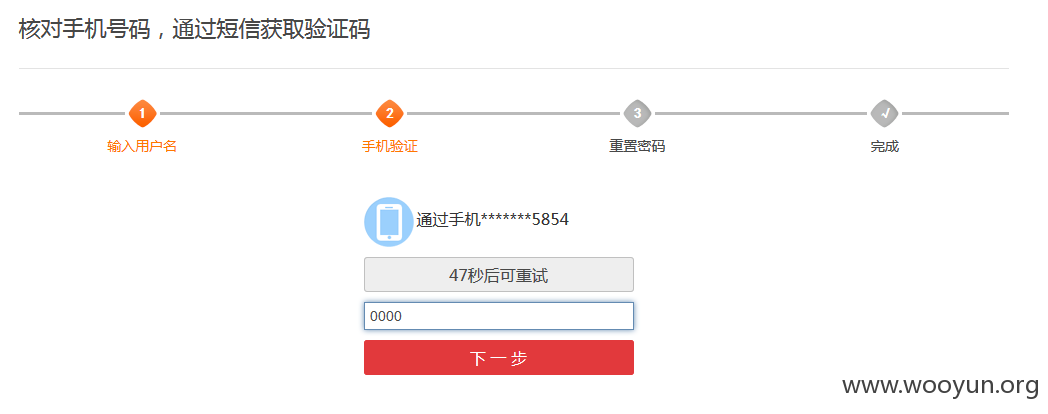 核对手机号码，通过短信获取验证码
1 2 3
输入用户名 手机验证 重置密码 完成
通过手机*******5854
47秒后可重试
0000
下一步
www.wooyun.org